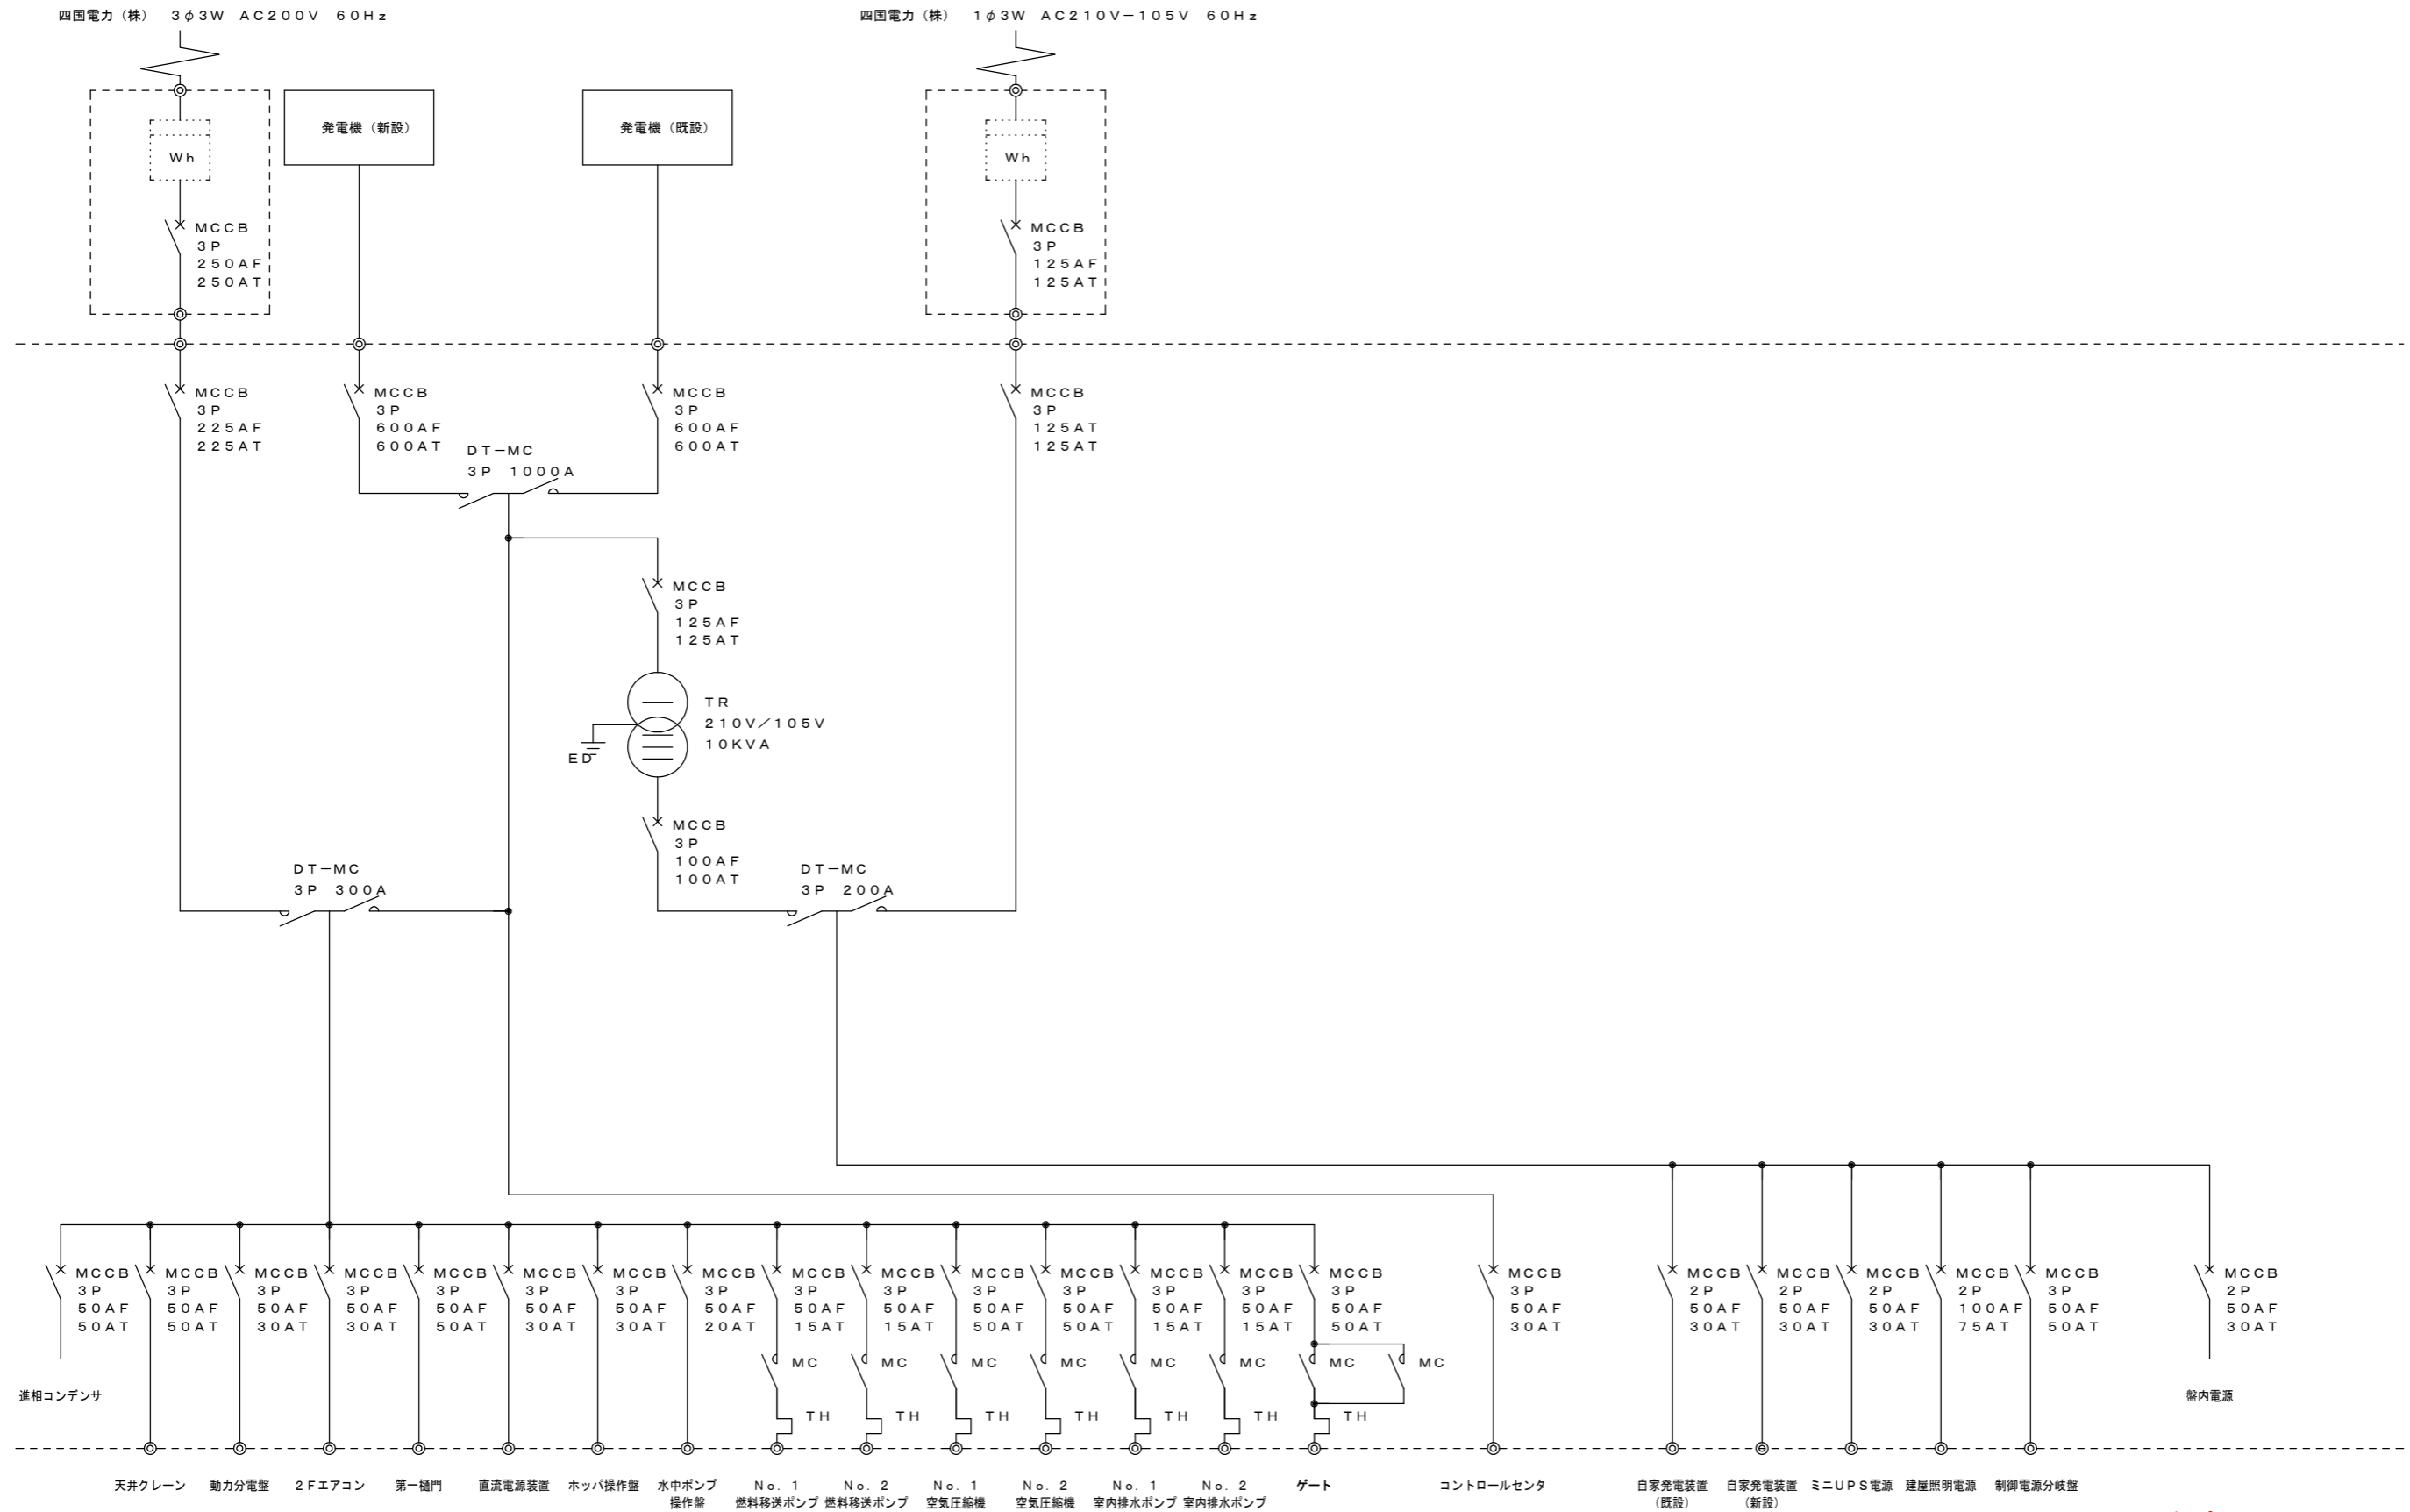 四国電力（株）　３φ３Ｗ　ＡＣ２００Ｖ　６０Ｈｚ
四国電力（株）　１φ３Ｗ　ＡＣ２１０Ｖ－１０５Ｖ　６０Ｈｚ
Ｗｈ
発電機（新設）
発電機（既設）
Ｗｈ
ＭＣＣＢ
３Ｐ
２５０ＡＦ
２５０ＡＴ
ＭＣＣＢ
３Ｐ
１２５ＡＦ
１２５ＡＴ
ＭＣＣＢ
３Ｐ
２２５ＡＦ
２２５ＡＴ
ＭＣＣＢ
３Ｐ
６００ＡＦ
６００ＡＴ
ＤＴ－ＭＣ
３Ｐ　１０００Ａ
ＭＣＣＢ
３Ｐ
６００ＡＦ
６００ＡＴ
ＭＣＣＢ
３Ｐ
１２５ＡＴ
１２５ＡＴ
ＭＣＣＢ
３Ｐ
１２５ＡＦ
１２５ＡＴ
ＴＲ
２１０Ｖ／１０５Ｖ
１０ＫＶＡ
ＥＤ
ＭＣＣＢ
３Ｐ
１００ＡＦ
１００ＡＴ
ＤＴ－ＭＣ
３Ｐ　３００Ａ
ＤＴ－ＭＣ
３Ｐ　２００Ａ
ＭＣＣＢ
３Ｐ
５０ＡＦ
５０ＡＴ
ＭＣＣＢ
３Ｐ
５０ＡＦ
５０ＡＴ
ＭＣＣＢ
３Ｐ
５０ＡＦ
３０ＡＴ
ＭＣＣＢ
３Ｐ
５０ＡＦ
３０ＡＴ
ＭＣＣＢ
３Ｐ
５０ＡＦ
５０ＡＴ
ＭＣＣＢ
３Ｐ
５０ＡＦ
３０ＡＴ
ＭＣＣＢ
３Ｐ
５０ＡＦ
３０ＡＴ
ＭＣＣＢ
３Ｐ
５０ＡＦ
２０ＡＴ
ＭＣＣＢ
３Ｐ
５０ＡＦ
１５ＡＴ
ＭＣＣＢ
３Ｐ
５０ＡＦ
１５ＡＴ
ＭＣＣＢ
３Ｐ
５０ＡＦ
５０ＡＴ
ＭＣＣＢ
３Ｐ
５０ＡＦ
５０ＡＴ
ＭＣＣＢ
３Ｐ
５０ＡＦ
１５ＡＴ
ＭＣＣＢ
３Ｐ
５０ＡＦ
１５ＡＴ
ＭＣＣＢ
３Ｐ
５０ＡＦ
５０ＡＴ
ＭＣＣＢ
３Ｐ
５０ＡＦ
３０ＡＴ
ＭＣＣＢ
２Ｐ
５０ＡＦ
３０ＡＴ
ＭＣＣＢ
２Ｐ
５０ＡＦ
３０ＡＴ
ＭＣＣＢ
２Ｐ
５０ＡＦ
３０ＡＴ
ＭＣＣＢ
２Ｐ
１００ＡＦ
７５ＡＴ
ＭＣＣＢ
３Ｐ
５０ＡＦ
５０ＡＴ
ＭＣＣＢ
２Ｐ
５０ＡＦ
３０ＡＴ
ＭＣ
ＭＣ
ＭＣ
ＭＣ
ＭＣ
ＭＣ
ＭＣ
ＭＣ
進相コンデンサ
盤内電源
ＴＨ
ＴＨ
ＴＨ
ＴＨ
ＴＨ
ＴＨ
ＴＨ
天井クレーン
動力分電盤
２Ｆエアコン
第一樋門
直流電源装置
ホッパ操作盤
水中ポンプ
操作盤
Ｎｏ．１
燃料移送ポンプ
Ｎｏ．２
燃料移送ポンプ
Ｎｏ．１
空気圧縮機
Ｎｏ．２
空気圧縮機
Ｎｏ．１
室内排水ポンプ
Ｎｏ．２
室内排水ポンプ
ゲート
コントロールセンタ
自家発電装置
（既設）
自家発電装置
（新設）
ミニＵＰＳ電源
建屋照明電源
制御電源分岐盤